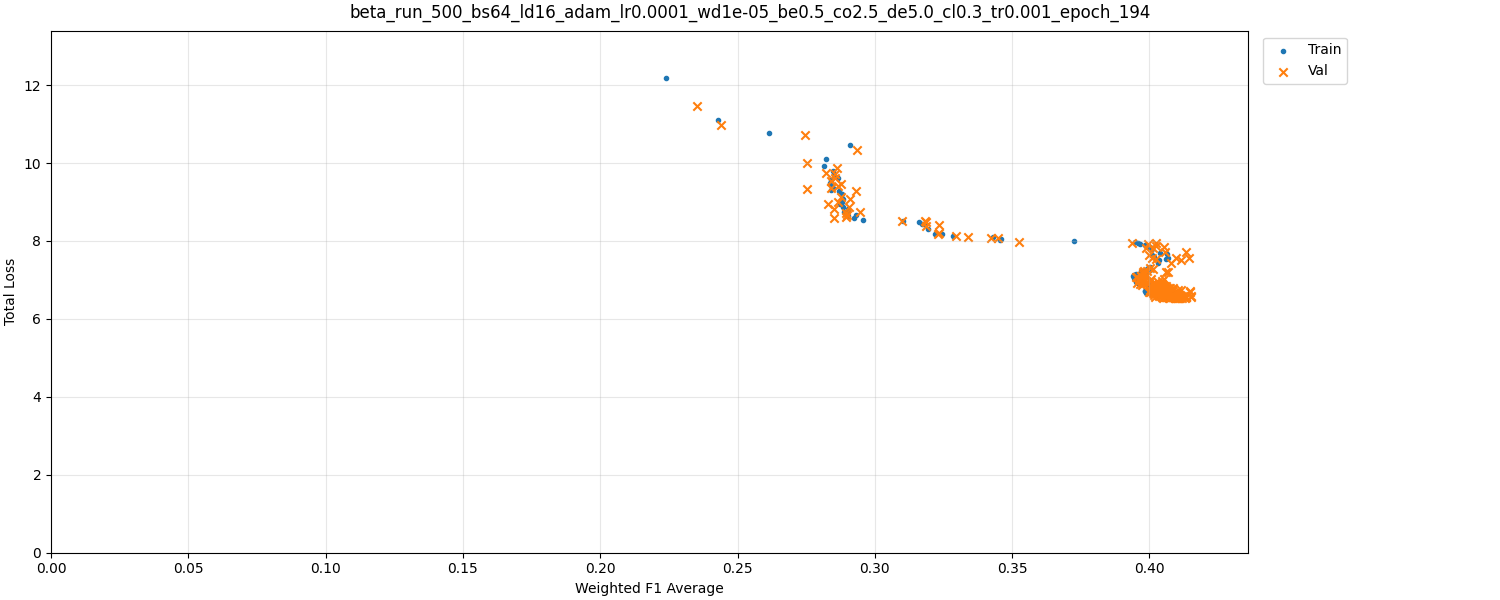 beta_run_500_bs64_ld16_adam_lr0.0001_wd1e-05_be0.5_co2.5_de5.0_cl0.3_tr0.001_epoch_194
Train
Val
Total Loss
12
10
8
6
4
2
0
0.00 0.05 0.10 0.15 0.20 0.25 0.30 0.35 0.40
Weighted F1 Average